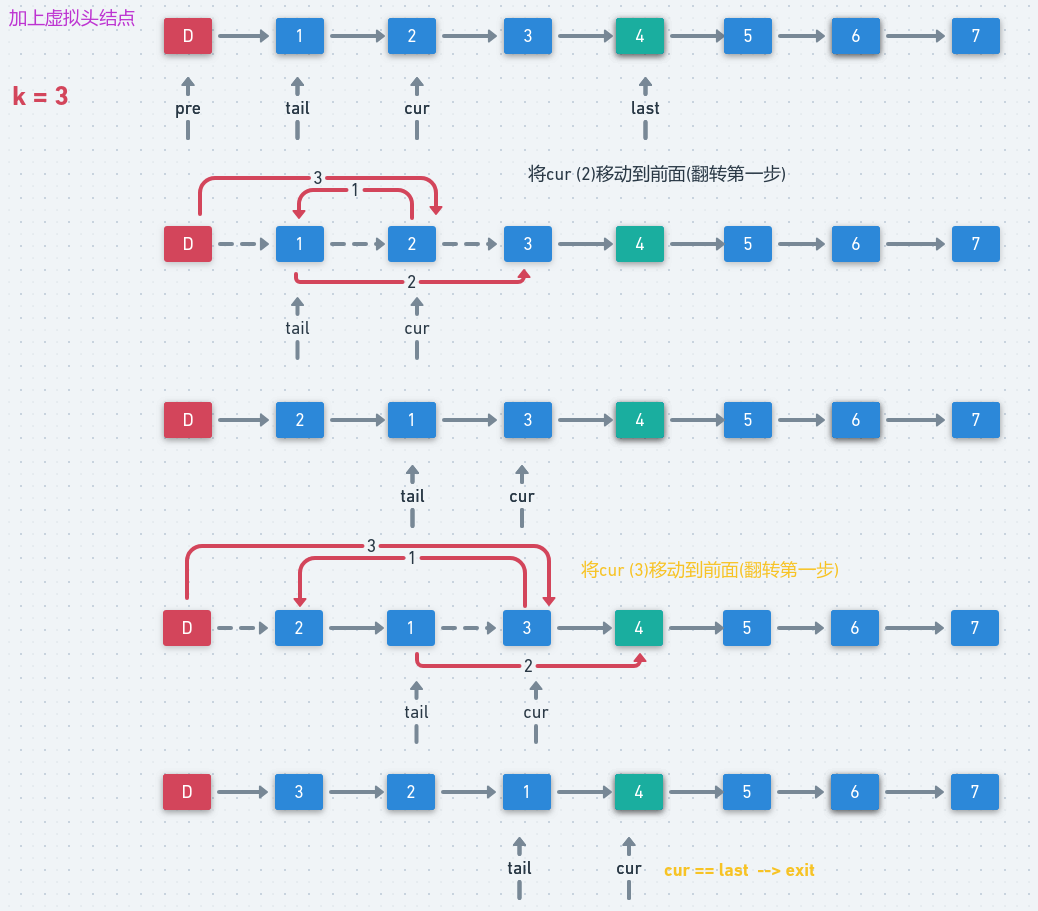 加上虚拟头结点
D 1 2 3 4 5 6 7
k = 3
pre tail cur last
将cur (2)移动到前面(翻转第一步)
3
1
D 1 2 3 4 5 6 7
2
tail cur
D 2 1 3 4 5 6 7
tail cur
3
1
将cur (3)移动到前面(翻转第一步)
D 2 1 3 4 5 6 7
2
tail cur
D 3 2 1 4 5 6 7
tail cur cur == last --> exit